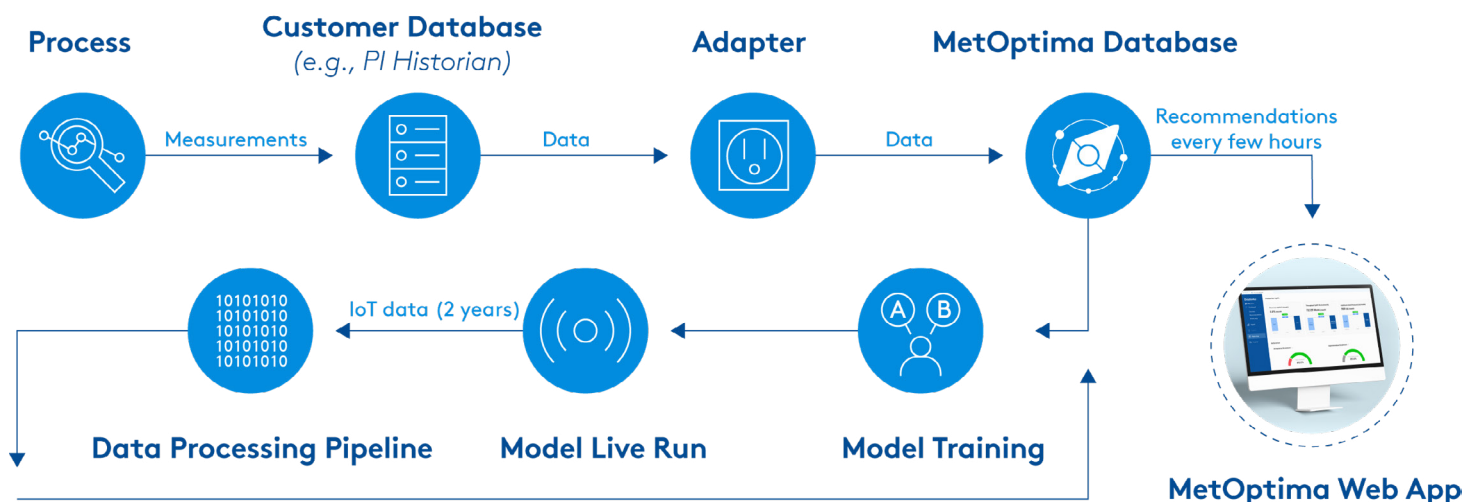 Process
Customer Database
(e.g., PI Historian)
Adapter
MetOptima Database
Measurements
Data
Data
Recommendations
every few hours
10101010
10101010
10101010
10101010
10101010
IoT data (2 years)
A
B
Data Processing Pipeline
Model Live Run
Model Training
MetOptima Web App